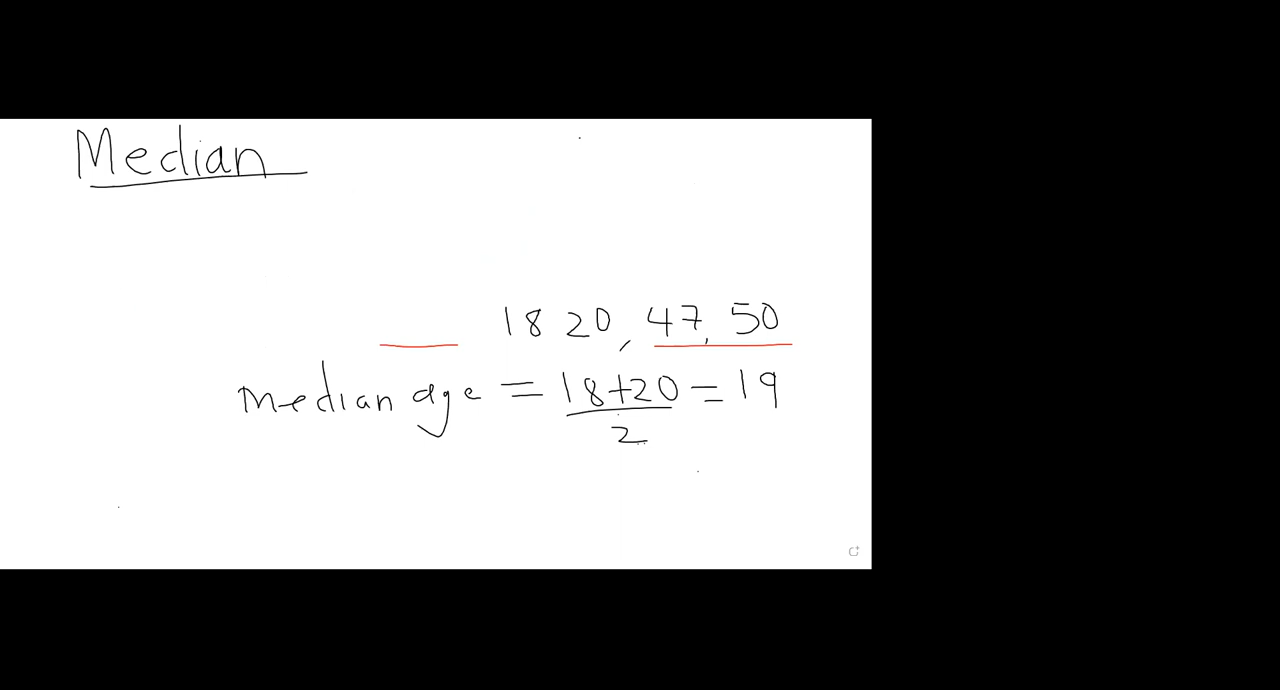 Median
18 20, 47, 50
median age = 18+20 = 19
2